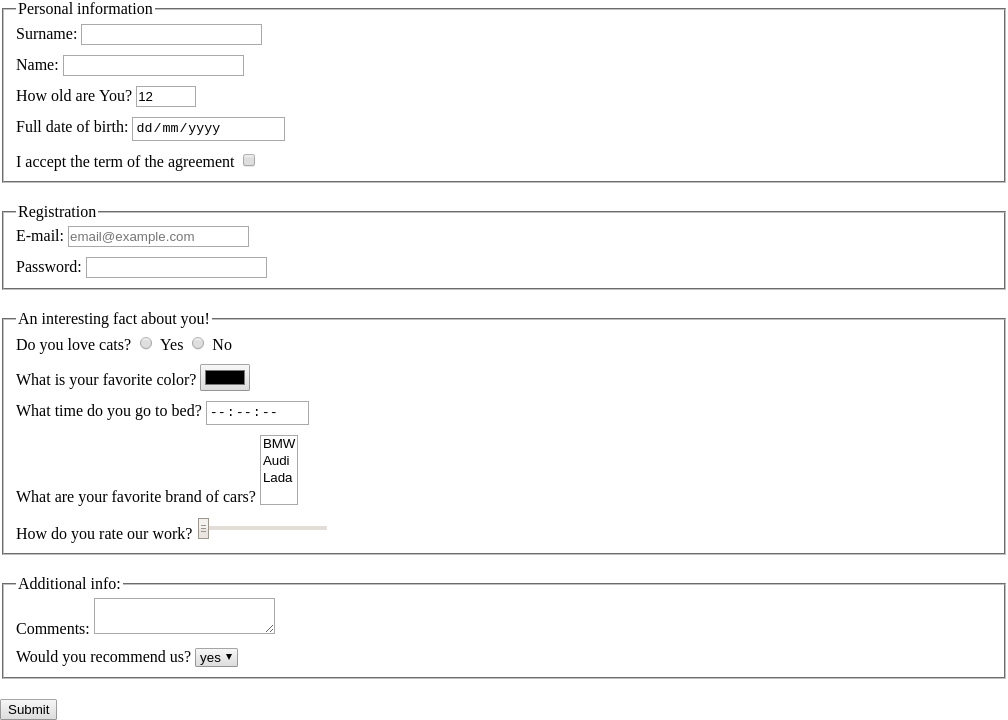 Personal information
Surname:
Name:
How old are You? 12
Full date of birth: dd/mm/yyyy
I accept the term of the agreement
Registration
E-mail: email@example.com
Password:
An interesting fact about you!
Do you love cats? Yes No
What is your favorite color?
What time do you go to bed? --:--:--
BMW
Audi
Lada
What are your favorite brand of cars?
How do you rate our work?
Additional info:
Comments:
Would you recommend us? yes
Submit